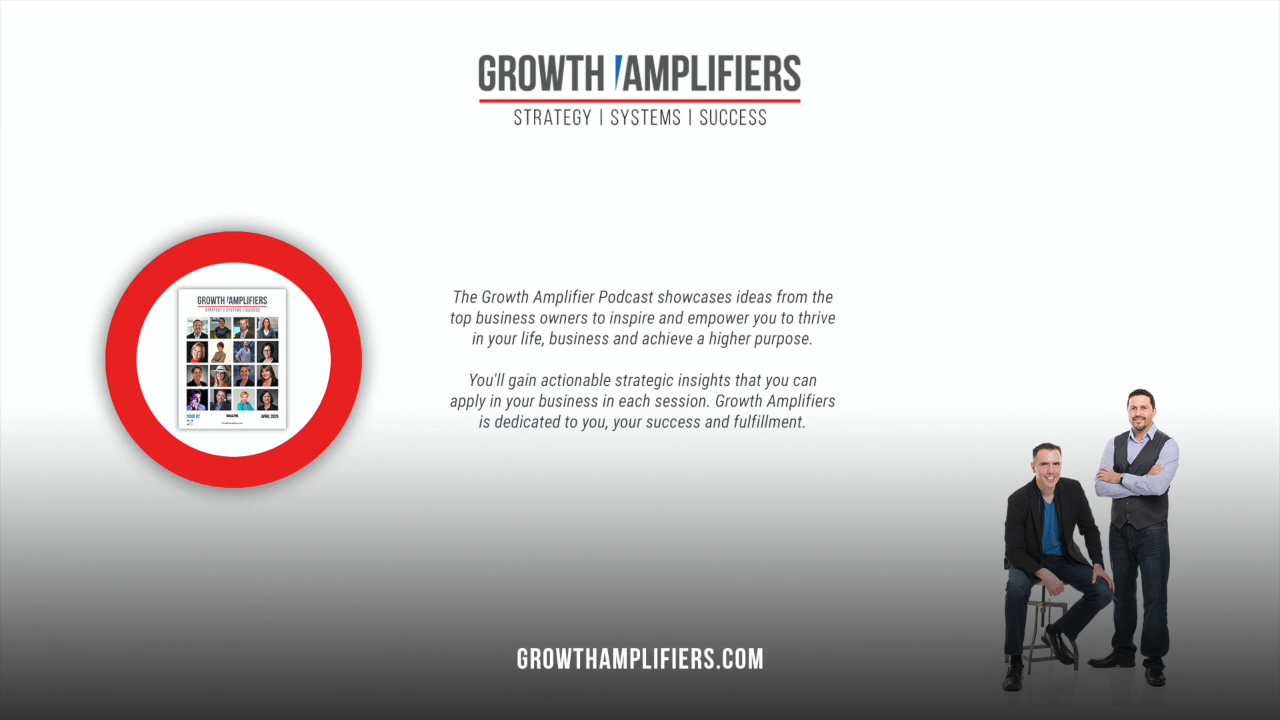 GROWTH AMPLIFIERS
STRATEGY | SYSTEMS | SUCCESS
GROWTH AMPLIFIERS
STRATEGY | SYSTEMS | SUCCESS
ISSUE 02
MAGAZINE
APRIL 2020
The Growth Amplifier Podcast showcases ideas from the
top business owners to inspire and empower you to thrive
in your life, business and achieve a higher purpose.
You'll gain actionable strategic insights that you can
apply in your business in each session. Growth Amplifiers
is dedicated to you, your success and fulfillment.
GROWTHAMPLIFIERS.COM